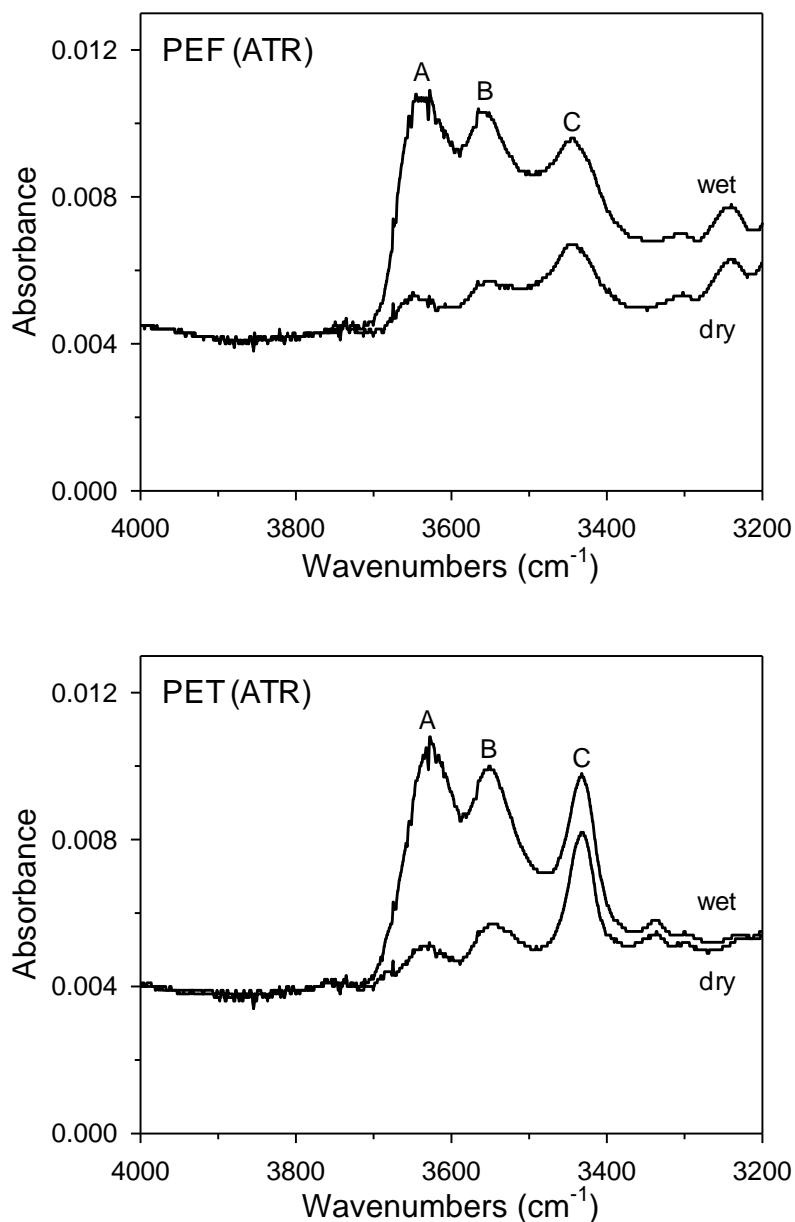 PEF (ATR)
A
B
C
wet
dry
0.012
0.008
0.004
0.000
Absorbance
4000 3800 3600 3400 3200
Wavenumbers (cm⁻¹)
PET (ATR)
A
B
C
wet
dry
0.012
0.008
0.004
0.000
Absorbance
4000 3800 3600 3400 3200
Wavenumbers (cm⁻¹)